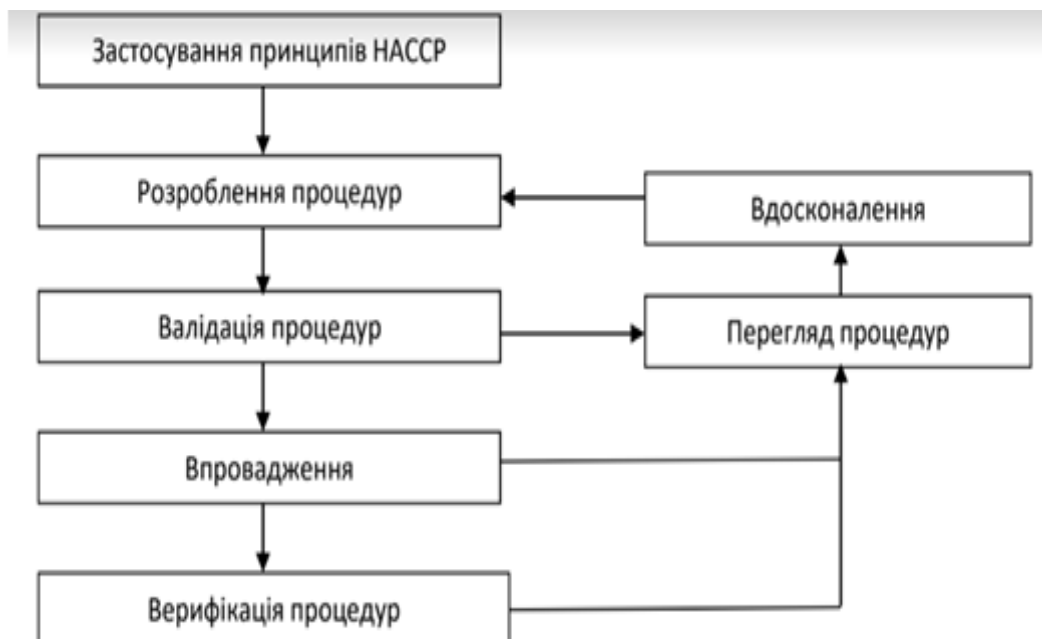 Застосування принципів НАССР
Розроблення процедур
Вдосконалення
Валідація процедур
Перегляд процедур
Впровадження
Верифікація процедур